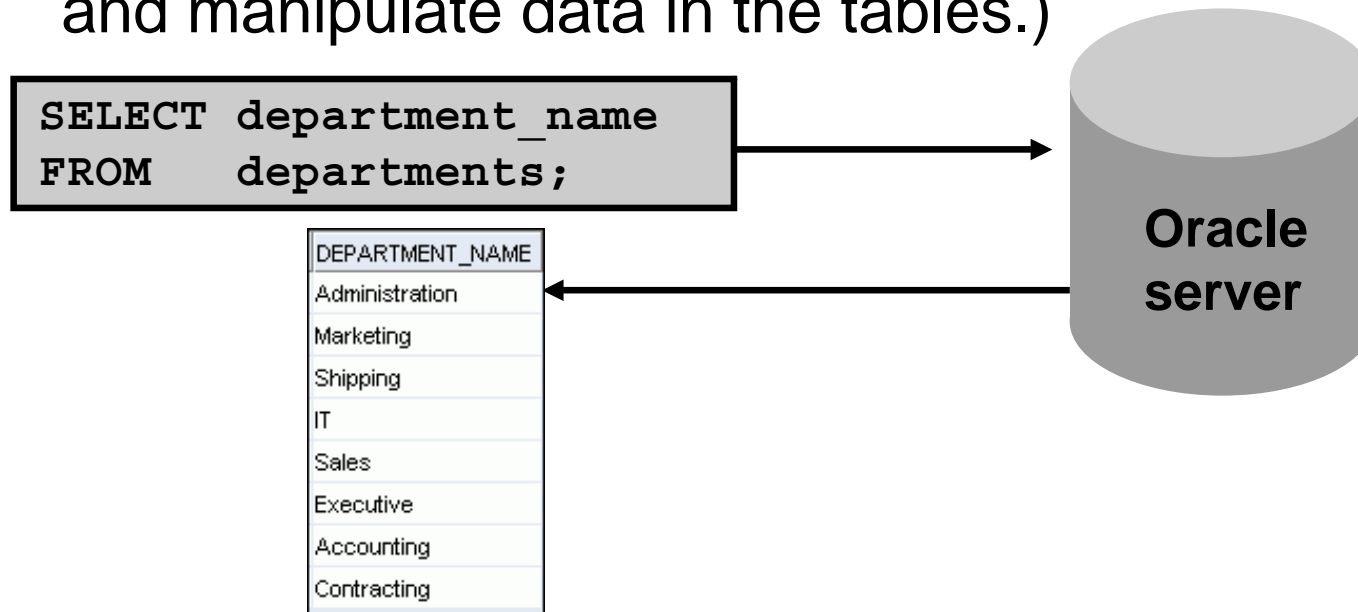 and manipulate data in the tables.)
SELECT department_name
FROM departments;
DEPARTMENT_NAME
Administration
Marketing
Shipping
IT
Sales
Executive
Accounting
Contracting
Oracle
server